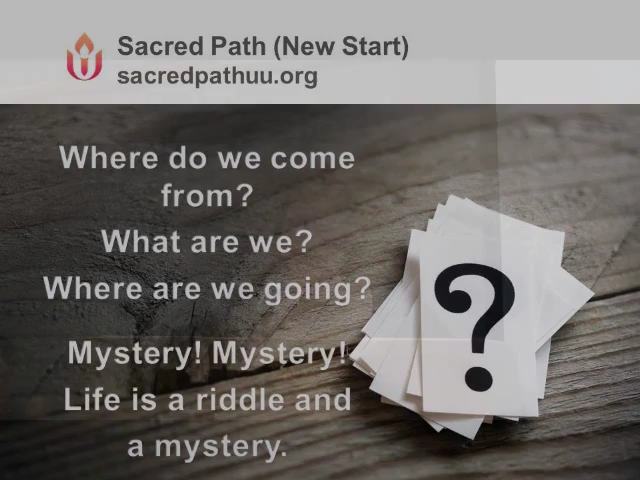 Sacred Path (New Start)
sacredpathuu.org
Where do we come
from?
What are we?
Where are we going?
Mystery! Mystery!
Life is a riddle and
a mystery.
?